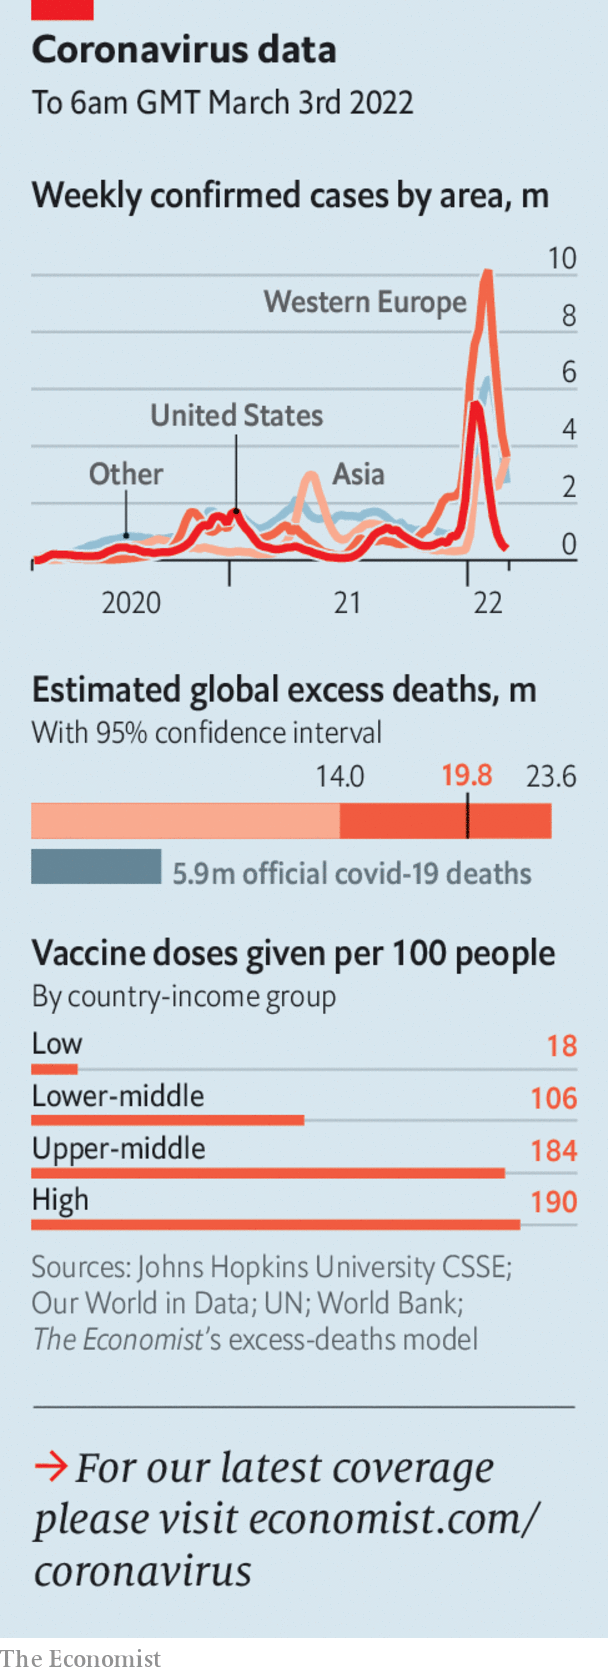 Coronavirus data
To 6am GMT March 3rd 2022
Weekly confirmed cases by area, m
10
Western Europe
8
6
United States
4
Other
Asia
2
0
2020
21
22
Estimated global excess deaths, m
With 95% confidence interval
14.0 19.8 23.6
5.9m official covid-19 deaths
Vaccine doses given per 100 people
By country-income group
Low 18
Lower-middle 106
Upper-middle 184
High 190
Sources: Johns Hopkins University CSSE;
Our World in Data; UN; World Bank;
The Economist's excess-deaths model
→ For our latest coverage
please visit economist.com/
coronavirus
The Economist